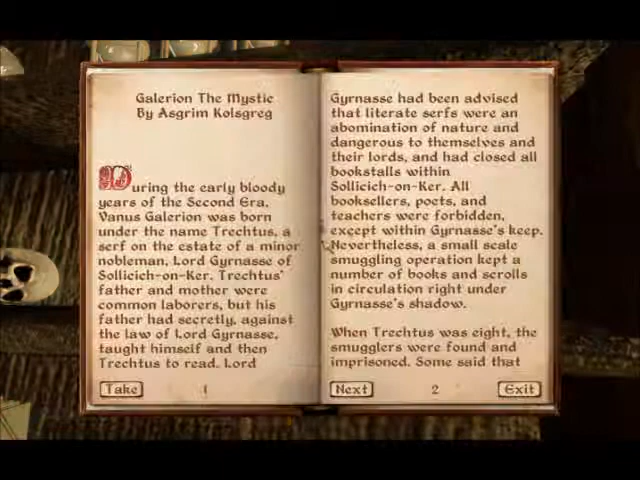 Galerion The Mystic
By Asgrim Kolsgreg
During the early bloody
years of the Second Era,
Vanus Galerion was born
under the name Trechtus, a
serf on the estate of a minor
nobleman, Lord Gyrnasse of
Sollicich-on-Ker. Trechtus'
father and mother were
common laborers, but his
father had secretly, against
the law of Lord Gyrnasse,
taught himself and then
Trechtus to read. Lord
Take
1
Gyrnasse had been advised
that literate serfs were an
abomination of nature and
dangerous to themselves and
their lords, and had closed all
bookstalls within
Sollicich-on-Ker. All
booksellers, poets, and
teachers were forbidden,
except within Gyrnasse's keep.
Nevertheless, a small scale
smuggling operation kept a
number of books and scrolls
in circulation right under
Gyrnasse's shadow.
When Trechtus was eight, the
smugglers were found and
imprisoned. Some said that
Next
2
Exit